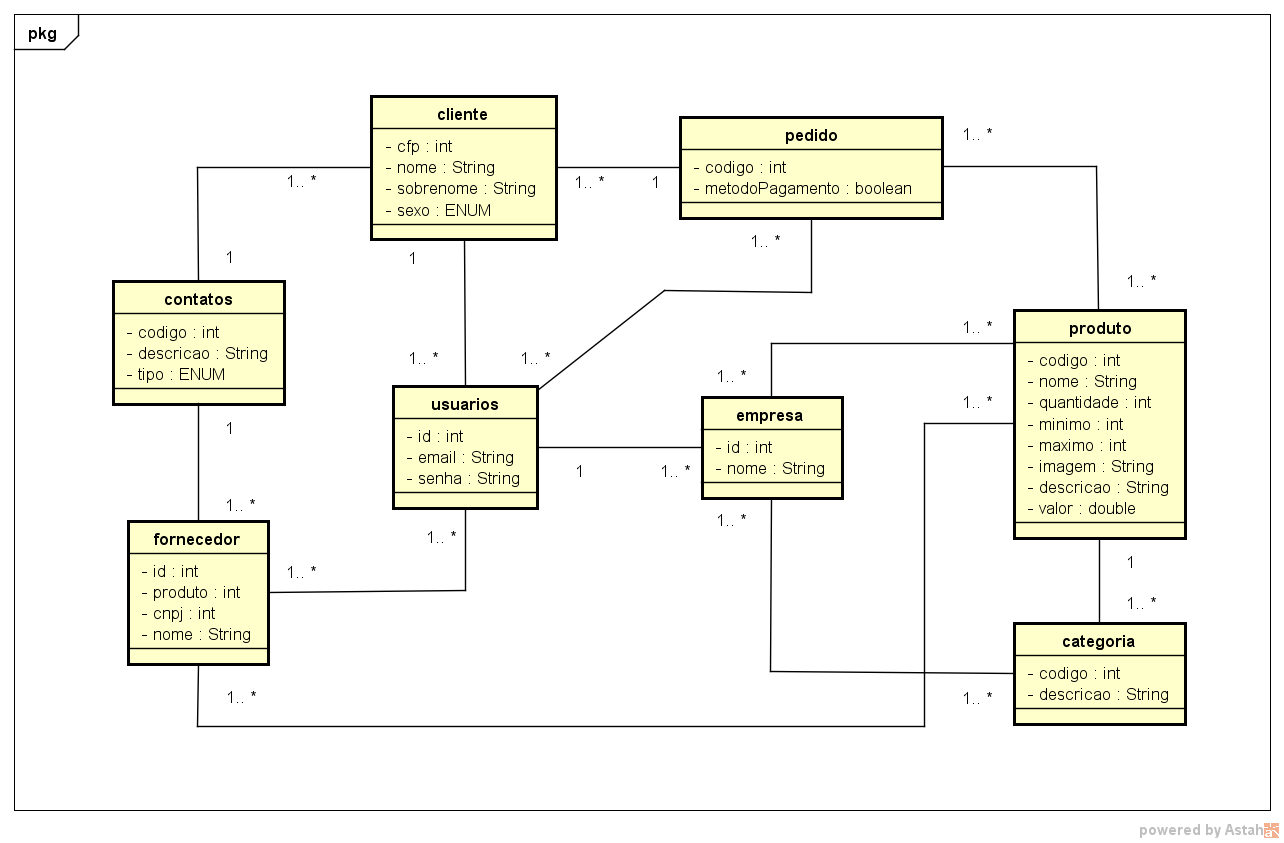 pkg
cliente
- cfp : int
- nome : String
- sobrenome : String
- sexo : ENUM
pedido
- codigo : int
- metodoPagamento : boolean
1.. *
1.. *
1.. *
1
1
1
1.. *
1.. *
contatos
- codigo : int
- descricao : String
- tipo : ENUM
1.. *
1.. *
1.. *
1.. *
produto
- codigo : int
- nome : String
- quantidade : int
- minimo : int
- maximo : int
- imagem : String
- descricao : String
- valor : double
usuarios
- id : int
- email : String
- senha : String
empresa
- id : int
- nome : String
1.. *
1
1
1.. *
1.. *
1.. *
1.. *
fornecedor
- id : int
- produto : int
- cnpj : int
- nome : String
1.. *
1
1.. *
categoria
- codigo : int
- descricao : String
1.. *
1.. *
powered by Astah